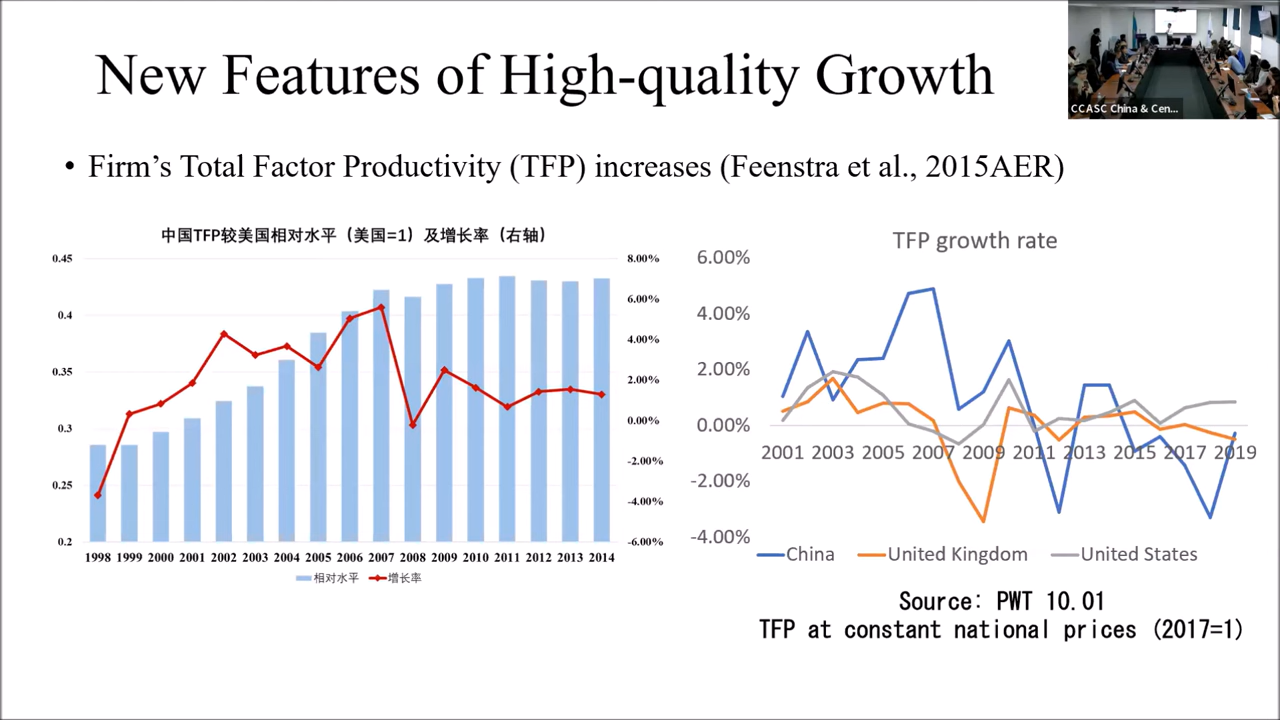 New Features of High-quality Growth
CCASC China & Cen...
• Firm's Total Factor Productivity (TFP) increases (Feenstra et al., 2015AER)
中国TFP较美国相对水平（美国=1）及增长率（右轴）
0.45
0.4
0.35
0.3
0.25
0.2
8.00%
6.00%
4.00%
2.00%
0.00%
-2.00%
-4.00%
-6.00%
1998 1999 2000 2001 2002 2003 2004 2005 2006 2007 2008 2009 2010 2011 2012 2013 2014
相对水平 增长率
TFP growth rate
6.00%
4.00%
2.00%
0.00%
-2.00%
-4.00%
2001 2003 2005 2007 2009 2011 2013 2015 2017 2019
China United Kingdom United States
Source: PWT 10.01
TFP at constant national prices (2017=1)